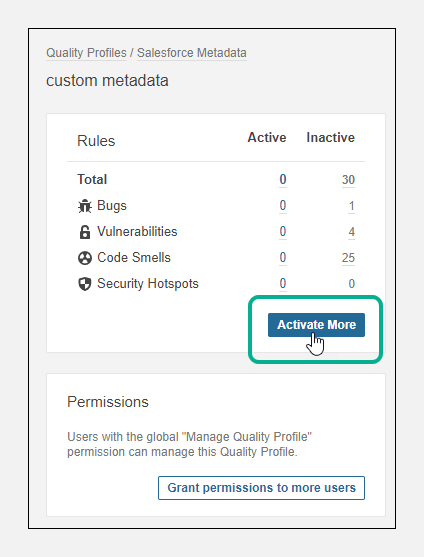 Quality Profiles / Salesforce Metadata
custom metadata
Rules Active Inactive
Total 0 30
Bugs 0 1
Vulnerabilities 0 4
Code Smells 0 25
Security Hotspots 0 0
Activate More
Permissions
Users with the global "Manage Quality Profile"
permission can manage this Quality Profile.
Grant permissions to more users